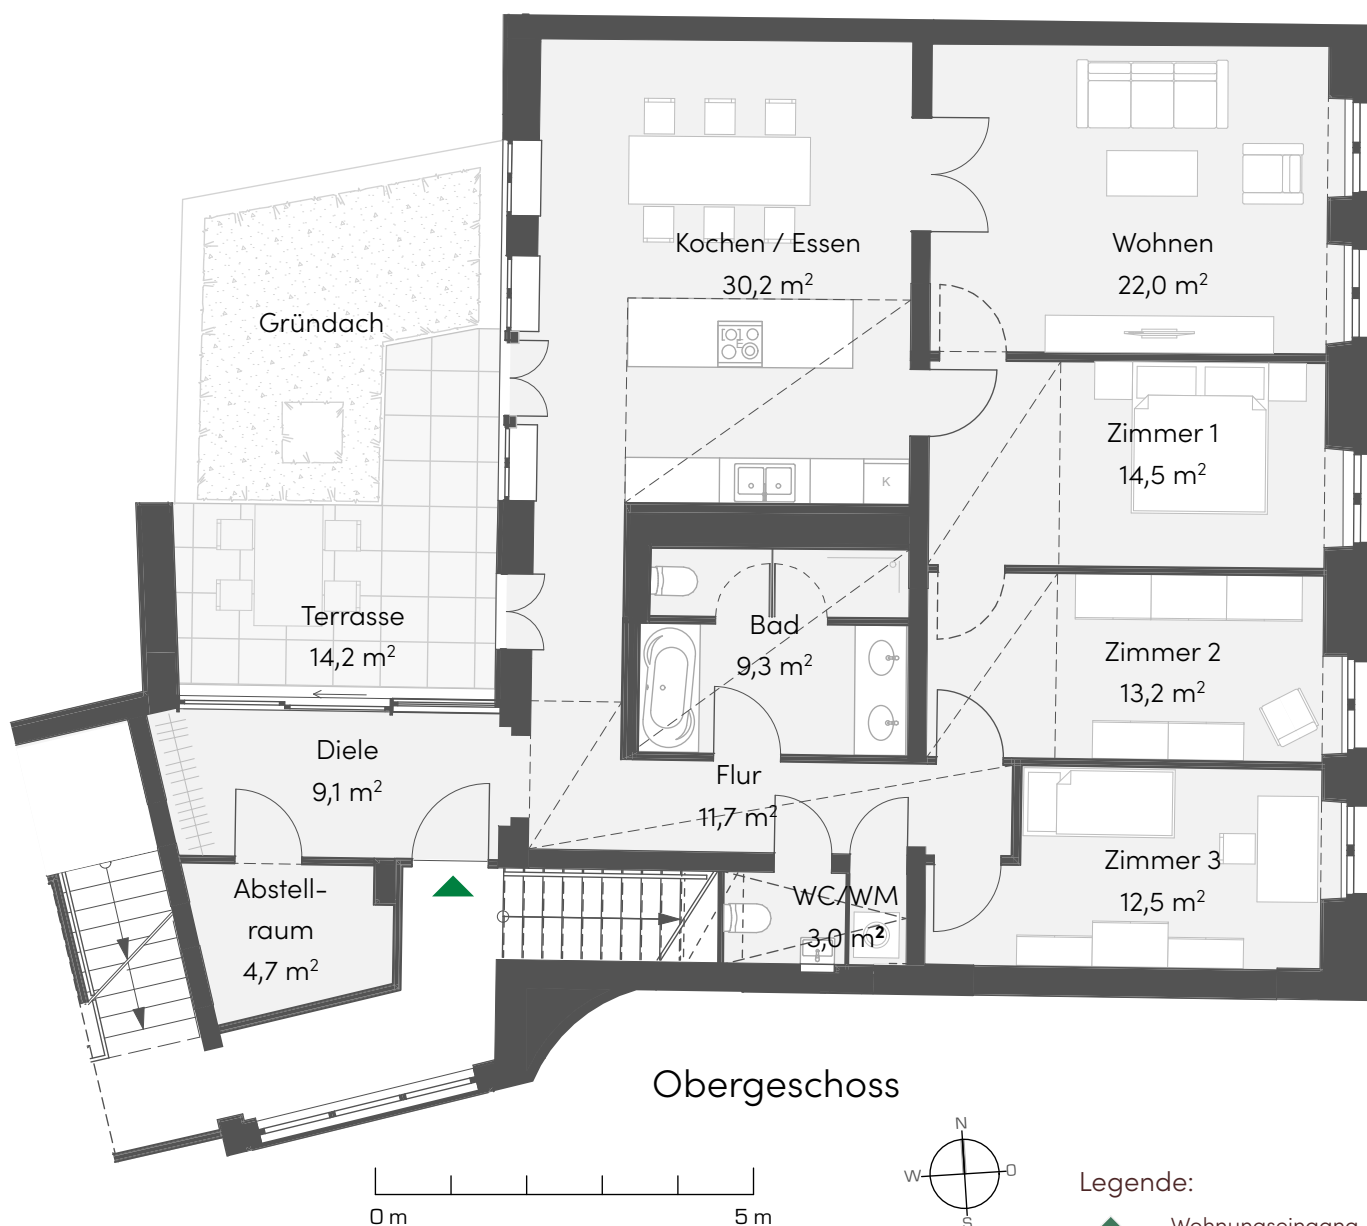 Kochen / Essen
30,2 m²
Wohnen
22,0 m²
Gründach
E
Zimmer 1
14,5 m²
K
Terrasse
14,2 m²
Bad
9,3 m²
Zimmer 2
13,2 m²
Diele
9,1 m²
Flur
11,7 m²
Abstell-
raum
4,7 m²
WC/WM
3,0 m²
Zimmer 3
12,5 m²
Obergeschoss
N
W
O
S
0 m
5 m
Legende:
Wohnungseingang